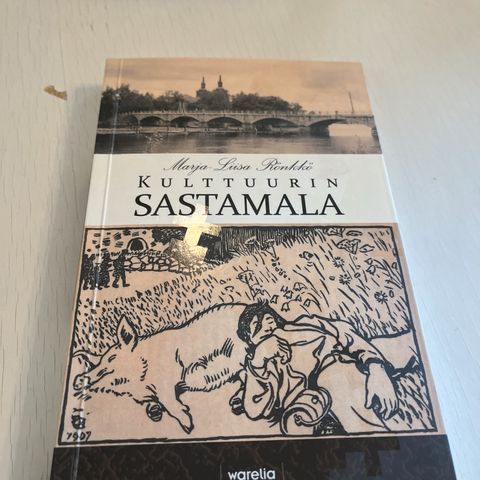 Marja-Liisa Rönkkö
KULTTUURIN
SASTAMALA
1907
warelia